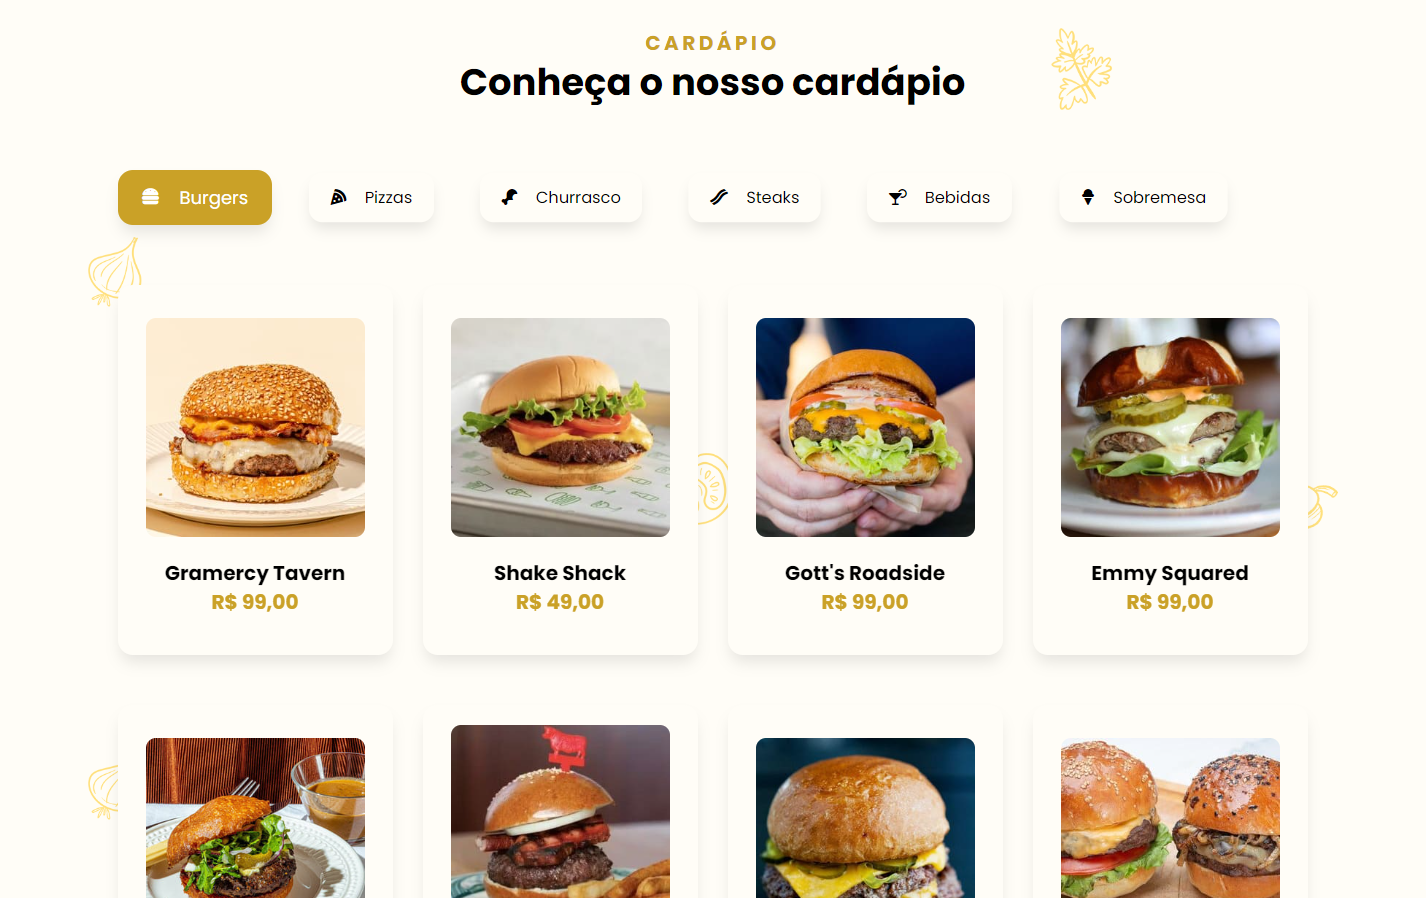 CARDÁPIO
Conheça o nosso cardápio
Burgers
Pizzas
Churrasco
Steaks
Bebidas
Sobremesa
Gramercy Tavern
R$ 99,00
Shake Shack
R$ 49,00
Gott's Roadside
R$ 99,00
Emmy Squared
R$ 99,00